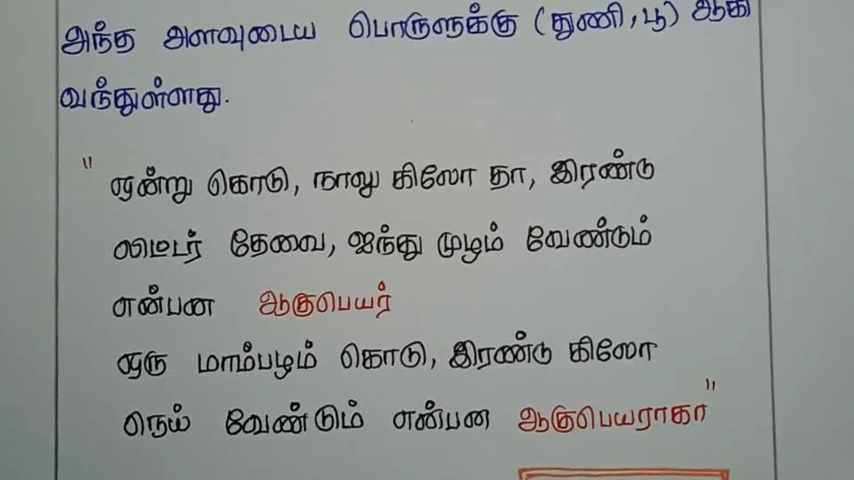 அந்த அளவுடைய பொருளுக்கு (துணி, பூ) ஆகி
வந்துள்ளது.
" ஒன்று கொடு, நாலு கிலோ தா, இரண்டு
மீட்டர் தேவை, ஐந்து முழம் வேண்டும்
என்பன ஆகுபெயர்
ஒரு மாம்பழம் கொடு, இரண்டு கிலோ
நெய் வேண்டும் என்பன ஆகுபெயராகா"